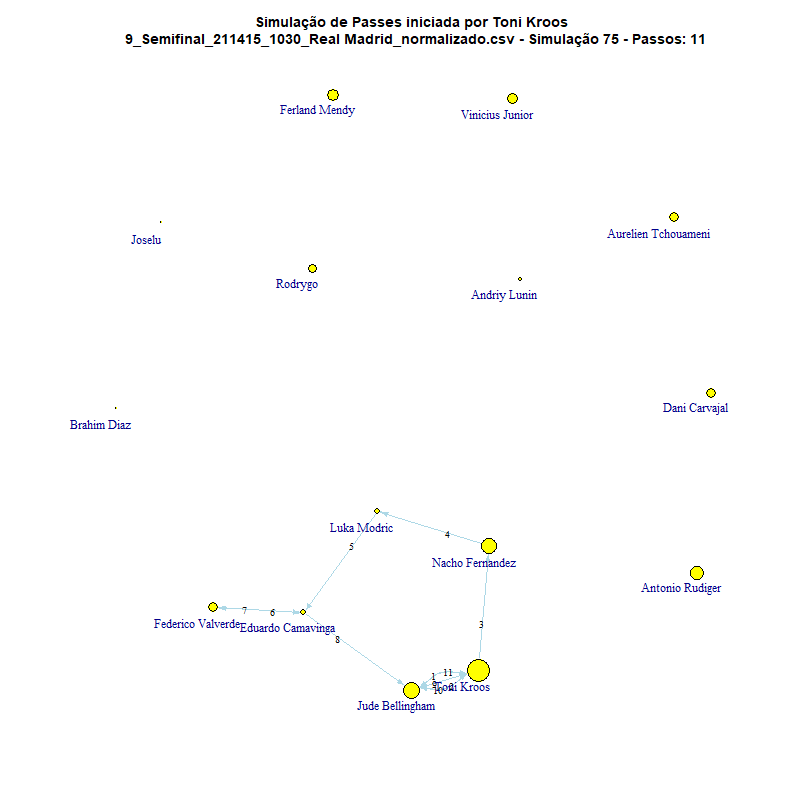 Simulação de Passes iniciada por Toni Kroos
9_Semifinal_211415_1030_Real Madrid_normalizado.csv - Simulação 75 - Passos: 11
Ferland Mendy
Vinicius Junior
Joselu
Aurelien Tchouameni
Rodrygo
Andriy Lunin
Brahim Diaz
Dani Carvajal
Luka Modric
4
5
Nacho Fernandez
Antonio Rudiger
7
6
Federico Valverde
Eduardo Camavinga
3
8
1
11
Toni Kroos
10
Jude Bellingham